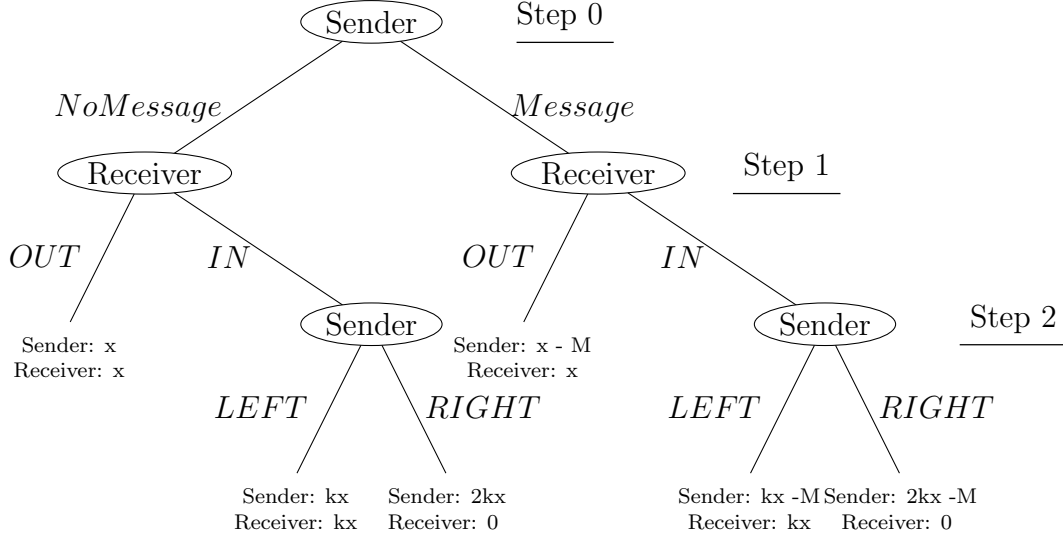 Sender
Step 0
NoMessage
Message
Receiver
Receiver
Step 1
OUT
IN
OUT
IN
Sender
Sender
Step 2
Sender: x
Receiver: x
Sender: x - M
Receiver: x
LEFT
RIGHT
LEFT
RIGHT
Sender: kx
Receiver: kx
Sender: 2kx
Receiver: 0
Sender: kx -M
Receiver: kx
Sender: 2kx -M
Receiver: 0